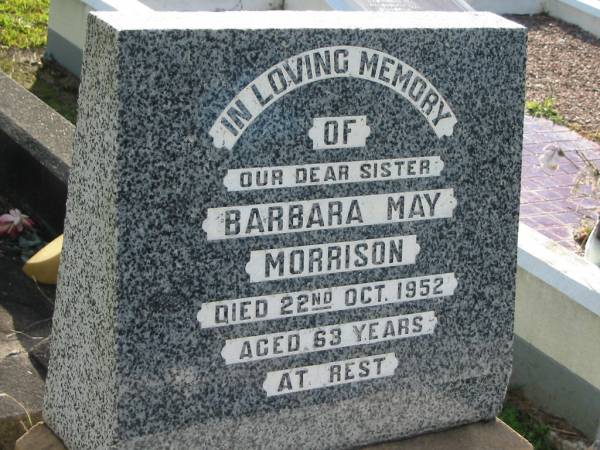 IN LOVING MEMORY
OF
OUR DEAR SISTER
BARBARA MAY
MORRISON
DIED 22ND OCT. 1952
AGED 63 YEARS
AT REST